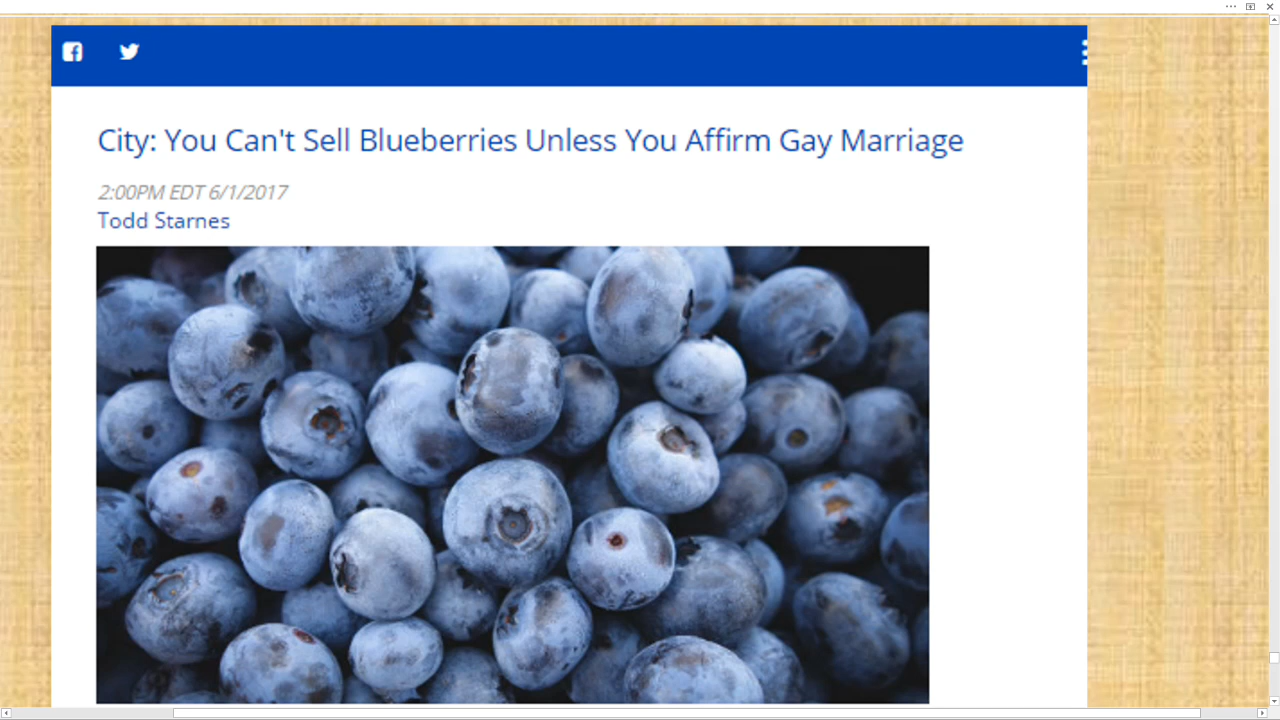 City: You Can't Sell Blueberries Unless You Affirm Gay Marriage
2:00PM EDT 6/1/2017
Todd Starnes